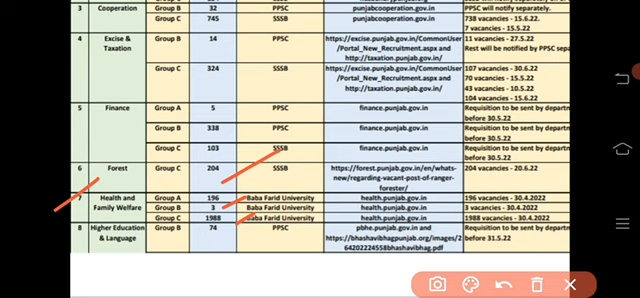 3 Cooperation Group B 32 PPSC punjabcooperation.gov.in PPSC will notify separately.
Group C 745 SSSB punjabcooperation.gov.in 738 vacancies - 15.6.22.
7 vacancies - 15.5.22
4 Excise & Taxation Group B 14 PPSC https://excise.punjab.gov.in/CommonUser 11 vacancies - 27.5.22
/Portal_New_Recruitment.aspx and Rest will be notified by PPSC sepa
http://taxation.punjab.gov.in/
Group C 324 SSSB https://excise.punjab.gov.in/CommonUser 107 vacancies - 30.6.22
/Portal_New_Recruitment.aspx and 70 vacancies - 15.5.22
http://taxation.punjab.gov.in/ 43 vacancies - 10.5.22
104 vacancies - 15.6.22
5 Finance Group A 5 PPSC finance.punjab.gov.in Requisition to be sent by departm
before 30.5.22
Group B 338 PPSC finance.punjab.gov.in Requisition to be sent by departm
before 30.5.22
Group C 103 SSSB finance.punjab.gov.in Requisition to be sent by departm
before 30.5.22
6 Forest Group C 204 SSSB https://forest.punjab.gov.in/en/whats- 204 vacancies - 20.6.22
new/regarding-vacant-post-of-ranger-
forester/
7 Health and Family Welfare Group A 196 Baba Farid University health.punjab.gov.in 196 vacancies - 30.4.2022
Group B 3 Baba Farid University health.punjab.gov.in 3 vacancies - 30.4.2022
Group C 1988 Baba Farid University health.punjab.gov.in 1988 vacancies - 30.4.2022
8 Higher Education & Language Group B 74 PPSC pbhe.punjab.gov.in and Requisition to be sent by departm
https://bhashavibhagpunjab.org/images/2 before 31.5.22
64202224558bhashavibhag.pdf